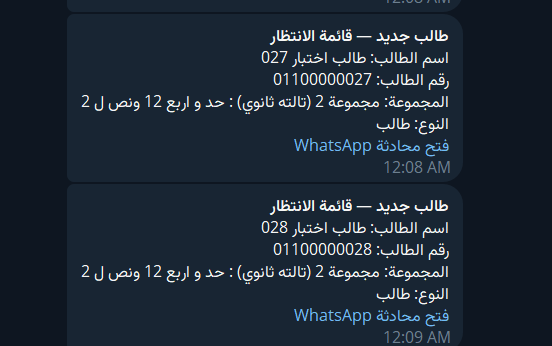 12:08 AM
طالب جديد — قائمة الانتظار
اسم الطالب: طالب اختبار 027
رقم الطالب: 01100000027
المجموعة: مجموعة 2 (تالته ثانوي) : حد و اربع 12 ونص ل 2
النوع: طالب
فتح محادثة WhatsApp
12:08 AM
طالب جديد — قائمة الانتظار
اسم الطالب: طالب اختبار 028
رقم الطالب: 01100000028
المجموعة: مجموعة 2 (تالته ثانوي) : حد و اربع 12 ونص ل 2
النوع: طالب
فتح محادثة WhatsApp
12:09 AM